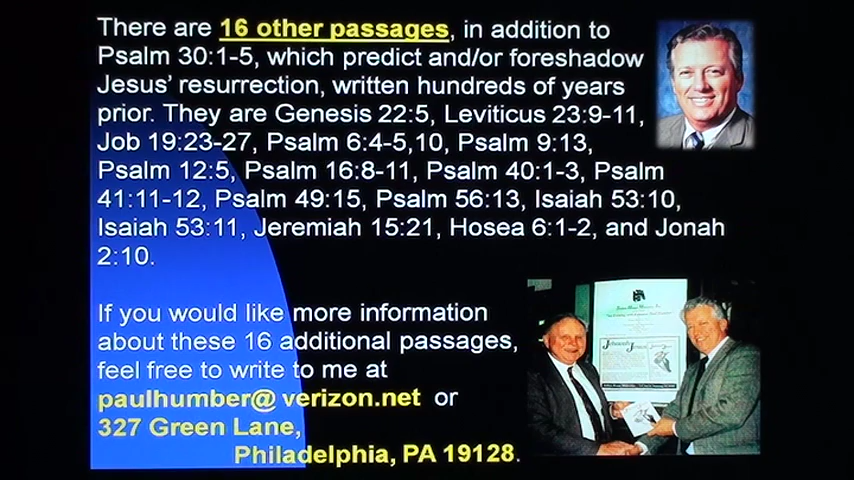 There are 16 other passages, in addition to
Psalm 30:1-5, which predict and/or foreshadow
Jesus' resurrection, written hundreds of years
prior. They are Genesis 22:5, Leviticus 23:9-11,
Job 19:23-27, Psalm 6:4-5,10, Psalm 9:13,
Psalm 12:5, Psalm 16:8-11, Psalm 40:1-3, Psalm
41:11-12, Psalm 49:15, Psalm 56:13, Isaiah 53:10,
Isaiah 53:11, Jeremiah 15:21, Hosea 6:1-2, and Jonah
2:10.
If you would like more information
about these 16 additional passages,
feel free to write to me at
paulhumber@ verizon.net or
327 Green Lane,
Philadelphia, PA 19128.